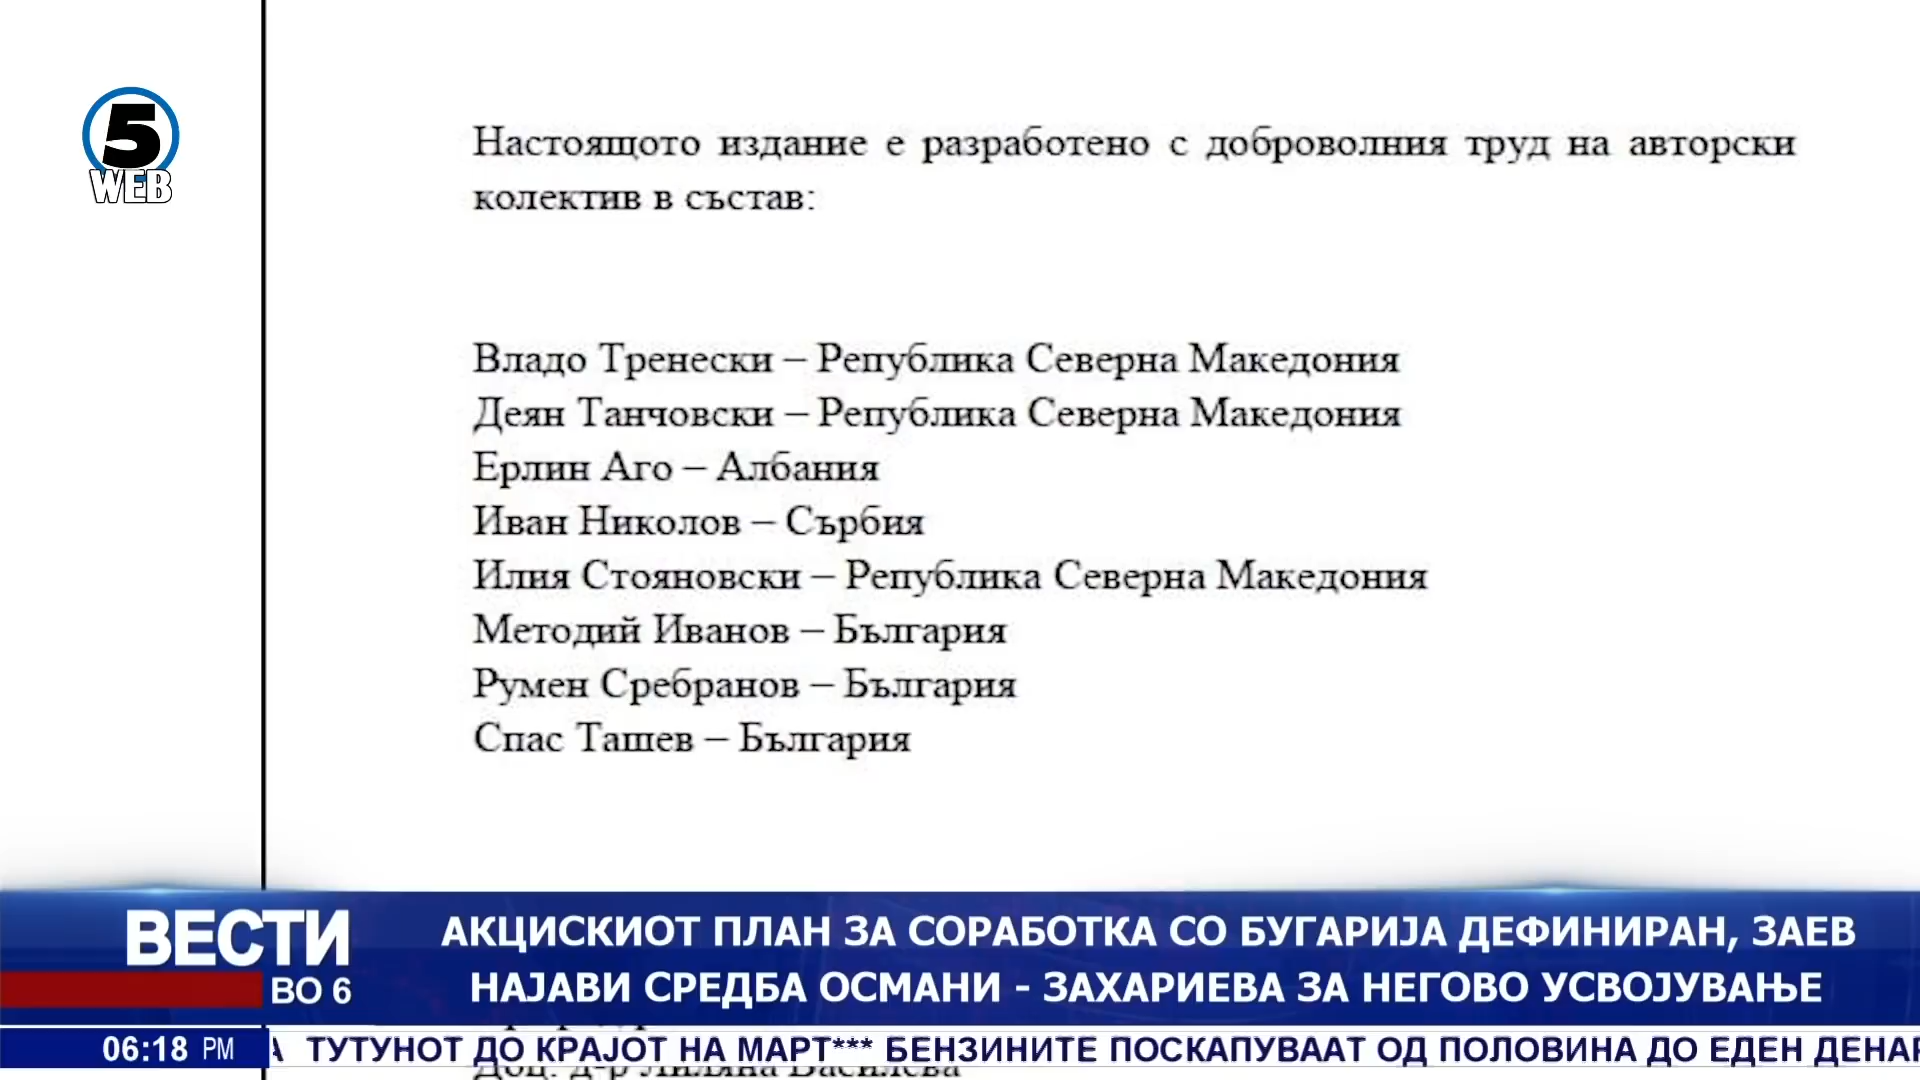 5
WEB
Настоящото издание е разработено с доброволния труд на авторски
колектив в състав:
Владо Тренески – Република Северна Македония
Деян Танчовски – Република Северна Македония
Ерлин Аго – Албания
Иван Николов – Сърбия
Илия Стояновски – Република Северна Македония
Методий Иванов – България
Румен Сребранов – България
Спас Ташев – България
ВЕСТИ
ВО 6
АКЦИСКИОТ ПЛАН ЗА СОРАБОТКА СО БУГАРИЈА ДЕФИНИРАН, ЗАЕВ
НАЈАВИ СРЕДБА ОСМАНИ - ЗАХАРИЕВА ЗА НЕГОВО УСВОЈУВАЊЕ
06:18 PM
ТУТУНОТ ДО КРАЈОТ НА МАРТ*** БЕНЗИНИТЕ ПОСКАПУВААТ ОД ПОЛОВИНА ДО ЕДЕН ДЕНАР